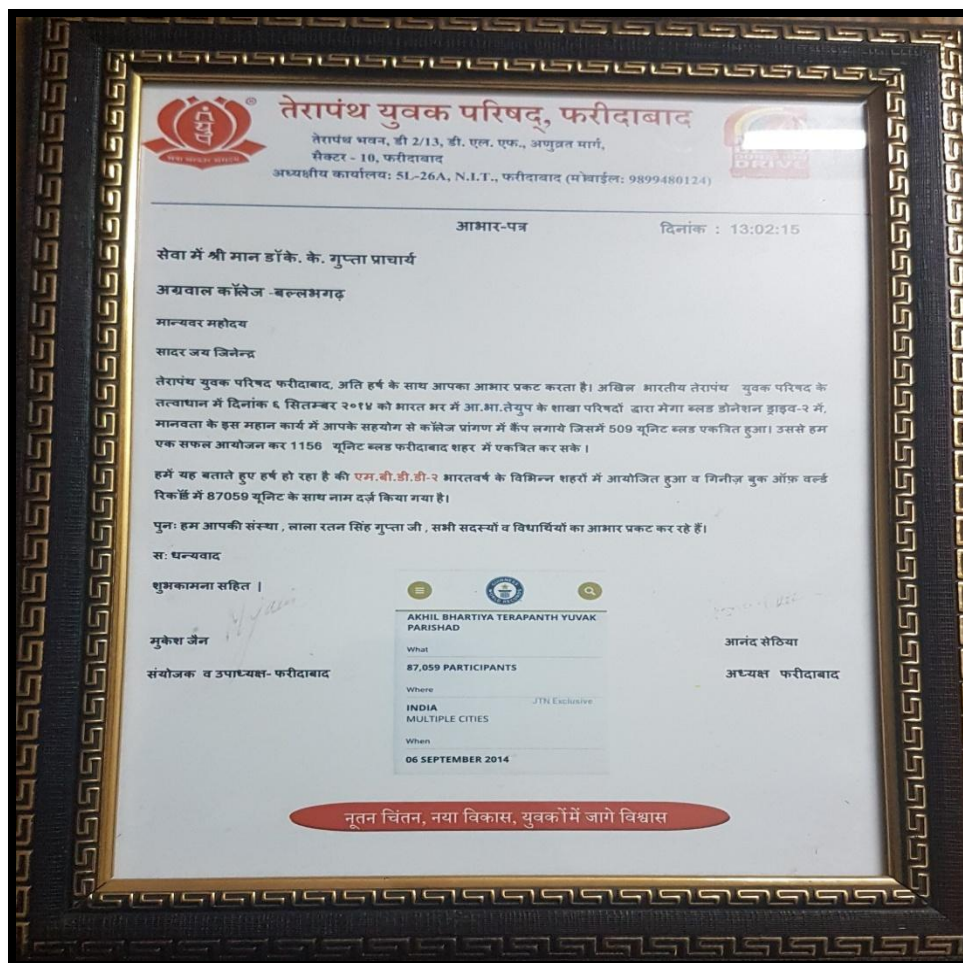 तेयुप
®
तेरापंथ युवक परिषद्, फरीदाबाद
तेरापंथ भवन, डी 2/13, डी. एल. एफ., अणुव्रत मार्ग,
सैक्टर - 10, फरीदाबाद
अध्यक्षीय कार्यालय: 5L-26A, N.I.T., फरीदाबाद (मोबाईल: 9899480124)
DRIVE
आभार-पत्र
दिनांक : 13:02:15
सेवा में श्री मान डॉके. के. गुप्ता प्राचार्य
अग्रवाल कॉलेज -बल्लभगढ़
मान्यवर महोदय
सादर जय जिनेन्द्र
तेरापंथ युवक परिषद फरीदाबाद, अति हर्ष के साथ आपका आभार प्रकट करता है। अखिल भारतीय तेरापंथ युवक परिषद के
तत्वाधान में दिनांक ६ सितम्बर २०१४ को भारत भर में आ.भा.तेयुप के शाखा परिषदों द्वारा मेगा ब्लड डोनेशन ड्राइव-२ में,
मानवता के इस महान कार्य में आपके सहयोग से कॉलेज प्रांगण में कैंप लगाये जिसमें 509 यूनिट ब्लड एकत्रित हुआ। उससे हम
एक सफल आयोजन कर 1156 यूनिट ब्लड फरीदाबाद शहर में एकत्रित कर सके ।
हमें यह बताते हुए हर्ष हो रहा है की एम.बी.डी.डी-२ भारतवर्ष के विभिन्न शहरों में आयोजित हुआ व गिनीज़ बुक ऑफ़ वर्ल्ड
रिकॉर्ड में 87059 यूनिट के साथ नाम दर्ज़ किया गया है।
पुनः हम आपकी संस्था , लाला रतन सिंह गुप्ता जी , सभी सदस्यों व विधार्थियों का आभार प्रकट कर रहे हैं।
स: धन्यवाद
शुभकामना सहित ।
मुकेश जैन
संयोजक व उपाध्यक्ष- फरीदाबाद
AKHIL BHARTIYA TERAPANTH YUVAK
PARISHAD
What
87,059 PARTICIPANTS
Where
INDIA
JTN Exclusive
MULTIPLE CITIES
When
06 SEPTEMBER 2014
आनंद सेठिया
अध्यक्ष फरीदाबाद
नूतन चिंतन, नया विकास, युवकों में जागे विश्वास